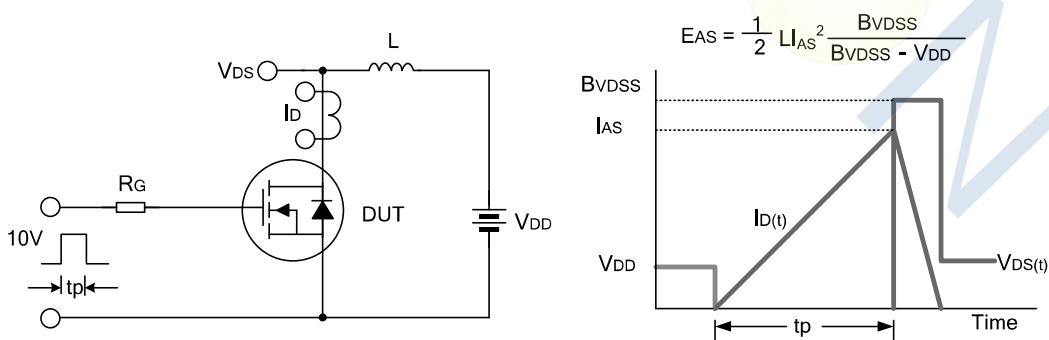 L
VDS
ID
RG
DUT
10V
VDD
tp
EAS = 1/2 LIAS² BVDSS / BVDSS - VDD
BVDSS
IAS
ID(t)
VDD
VDS(t)
tp
Time